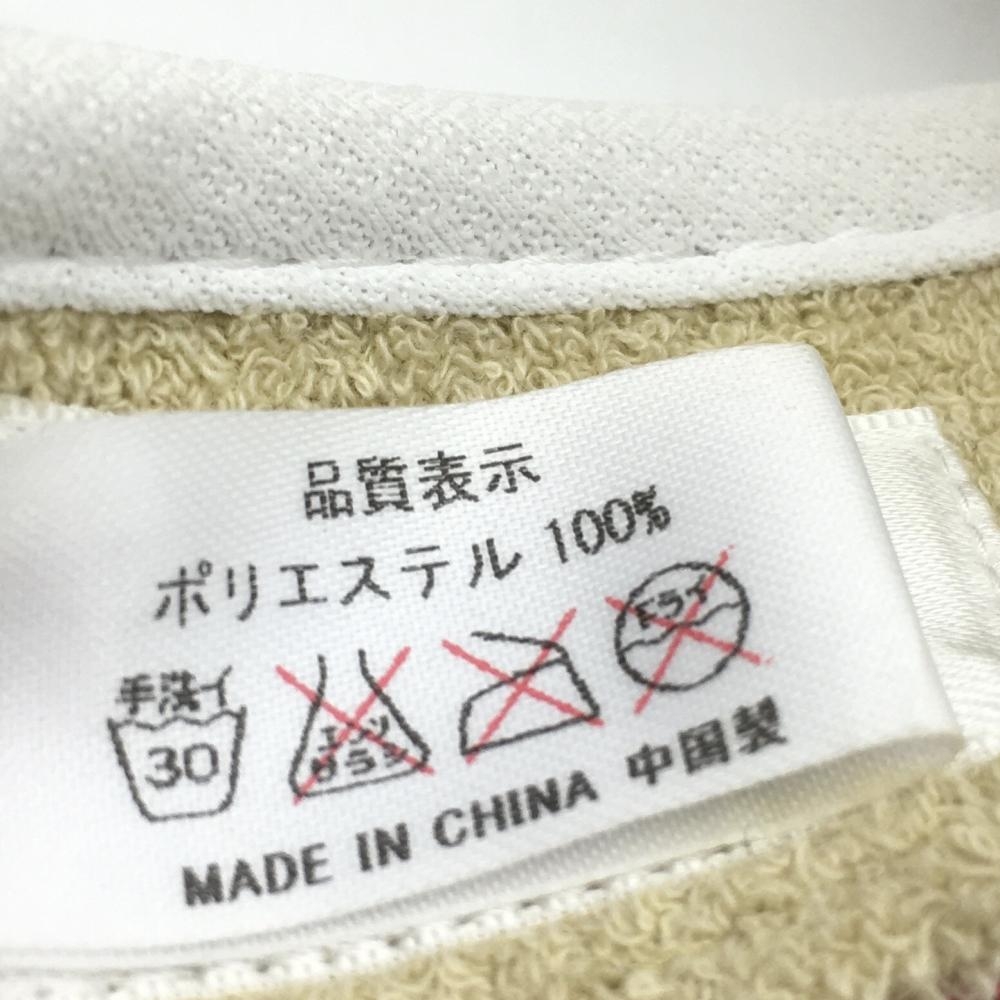 品質表示
ポリエステル 100%
手洗イ
30
エンソ
サラシ
ドライ
MADE IN CHINA 中国製